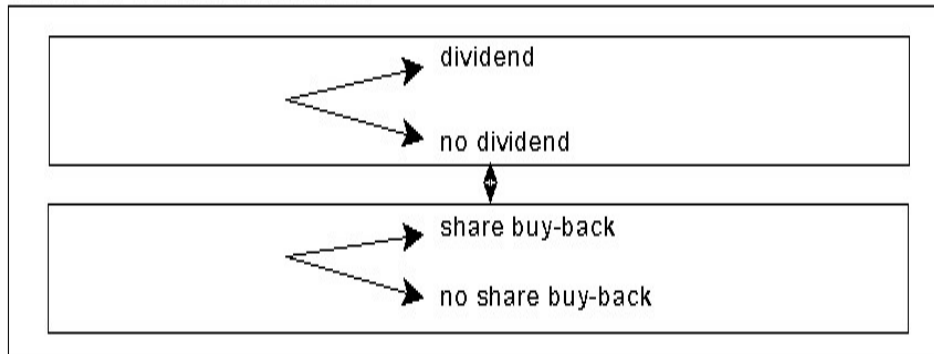 dividend
no dividend
share buy-back
no share buy-back